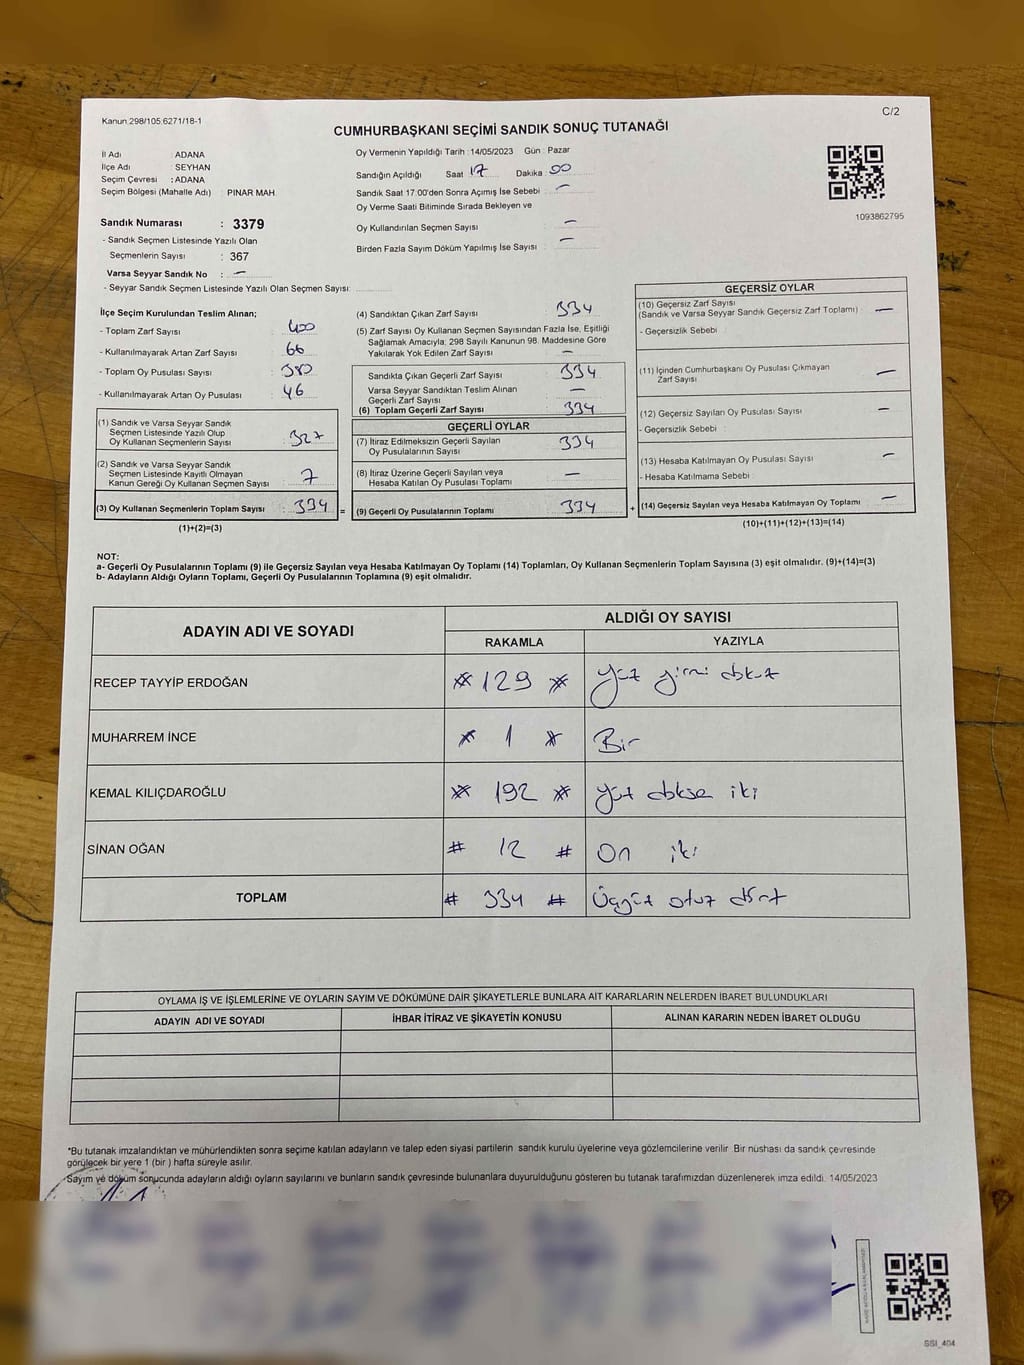 Kanun:298/105.6271/18-1
C/2
CUMHURBAŞKANI SEÇİMİ SANDIK SONUÇ TUTANAĞI
İl Adı : ADANA
İlçe Adı : SEYHAN
Seçim Çevresi : ADANA
Seçim Bölgesi (Mahalle Adı) : PINAR MAH.
Sandık Numarası : 3379
- Sandık Seçmen Listesinde Yazılı Olan
Seçmenlerin Sayısı : 367
Varsa Seyyar Sandık No : —
- Seyyar Sandık Seçmen Listesinde Yazılı Olan Seçmen Sayısı:
Oy Vermenin Yapıldığı Tarih :14/05/2023 Gün : Pazar
Sandığın Açıldığı Saat 17 Dakika 00
Sandık Saat 17:00'den Sonra Açımış İse Sebebi : —
Oy Verme Saati Bitiminde Sırada Bekleyen ve
Oy Kullandırılan Seçmen Sayısı : —
Birden Fazla Sayım Döküm Yapılmış İse Sayısı : —
1093862795
İlçe Seçim Kurulundan Teslim Alınan;
- Toplam Zarf Sayısı : 400
- Kullanılmayarak Artan Zarf Sayısı : 66
- Toplam Oy Pusulası Sayısı : 380
- Kullanılmayarak Artan Oy Pusulası : 46
(1) Sandık ve Varsa Seyyar Sandık
Seçmen Listesinde Yazılı Olup
Oy Kullanan Seçmenlerin Sayısı : 327
(2) Sandık ve Varsa Seyyar Sandık
Seçmen Listesinde Kayıtlı Olmayan
Kanun Gereği Oy Kullanan Seçmen Sayısı : 7
(3) Oy Kullanan Seçmenlerin Toplam Sayısı : 334 =
(1)+(2)=(3)
(4) Sandıktan Çıkan Zarf Sayısı : 334
(5) Zarf Sayısı Oy Kullanan Seçmen Sayısından Fazla İse, Eşitliği
Sağlamak Amacıyla; 298 Sayılı Kanunun 98. Maddesine Göre
Yakılarak Yok Edilen Zarf Sayısı : —
Sandıkta Çıkan Geçerli Zarf Sayısı : 334
Varsa Seyyar Sandıktan Teslim Alınan
Geçerli Zarf Sayısı : —
(6) Toplam Geçerli Zarf Sayısı : 334
GEÇERLİ OYLAR
(7) İtiraz Edilmeksizin Geçerli Sayılan
Oy Pusulalarının Sayısı : 334
(8) İtiraz Üzerine Geçerli Sayılan veya
Hesaba Katılan Oy Pusulası Toplamı : —
(9) Geçerli Oy Pusulalarının Toplamı : 334 +
GEÇERSİZ OYLAR
(10) Geçersiz Zarf Sayısı
(Sandık ve Varsa Seyyar Sandık Geçersiz Zarf Toplamı) : —
- Geçersizlik Sebebi :
(11) İçinden Cumhurbaşkanı Oy Pusulası Çıkmayan
Zarf Sayısı : —
(12) Geçersiz Sayılan Oy Pusulası Sayısı : —
- Geçersizlik Sebebi :
(13) Hesaba Katılmayan Oy Pusulası Sayısı : —
- Hesaba Katılmama Sebebi :
(14) Geçersiz Sayılan veya Hesaba Katılmayan Oy Toplamı : —
(10)+(11)+(12)+(13)=(14)
NOT:
a- Geçerli Oy Pusulalarının Toplamı (9) ile Geçersiz Sayılan veya Hesaba Katılmayan Oy Toplamı (14) Toplamları, Oy Kullanan Seçmenlerin Toplam Sayısına (3) eşit olmalıdır. (9)+(14)=(3)
b- Adayların Aldığı Oyların Toplamı, Geçerli Oy Pusulalarının Toplamına (9) eşit olmalıdır.
ADAYIN ADI VE SOYADI
ALDIĞI OY SAYISI
RAKAMLA YAZIYLA
RECEP TAYYİP ERDOĞAN # 129 # Yüz yirmi dokuz
MUHARREM İNCE # 1 # Bir
KEMAL KILIÇDAROĞLU # 192 # Yüz doksan iki
SİNAN OĞAN # 12 # On iki
TOPLAM # 334 # Üçyüz otuz dört
OYLAMA İŞ VE İŞLEMLERİNE VE OYLARIN SAYIM VE DÖKÜMÜNE DAİR ŞİKAYETLERLE BUNLARA AİT KARARLARIN NELERDEN İBARET BULUNDUKLARI
ADAYIN ADI VE SOYADI İHBAR İTİRAZ VE ŞİKAYETİN KONUSU ALINAN KARARIN NEDEN İBARET OLDUĞU
*Bu tutanak imzalandıktan ve mühürlendikten sonra seçime katılan adayların ve talep eden siyasi partilerin sandık kurulu üyelerine veya gözlemcilerine verilir. Bir nüshası da sandık çevresinde
görülecek bir yere 1 (bir ) hafta süreyle asılır.
Sayım ve döküm sonucunda adayların aldığı oyların sayılarını ve bunların sandık çevresinde bulunanlara duyurulduğunu gösteren bu tutanak tarafımızdan düzenlenerek imza edildi. 14/05/2023
SSI_404